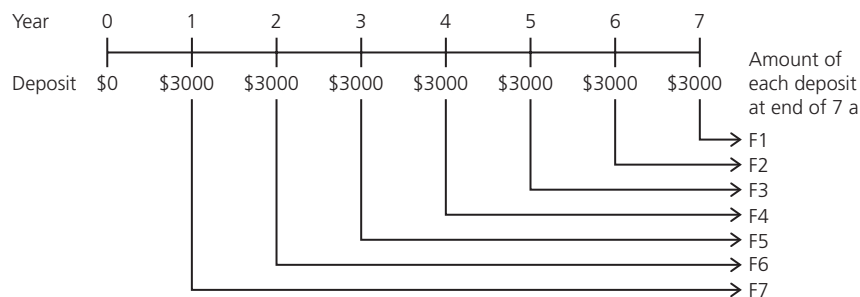 Year 0 1 2 3 4 5 6 7
Amount of
Deposit $0 $3000 $3000 $3000 $3000 $3000 $3000 $3000 each deposit
at end of 7 a
F1
F2
F3
F4
F5
F6
F7